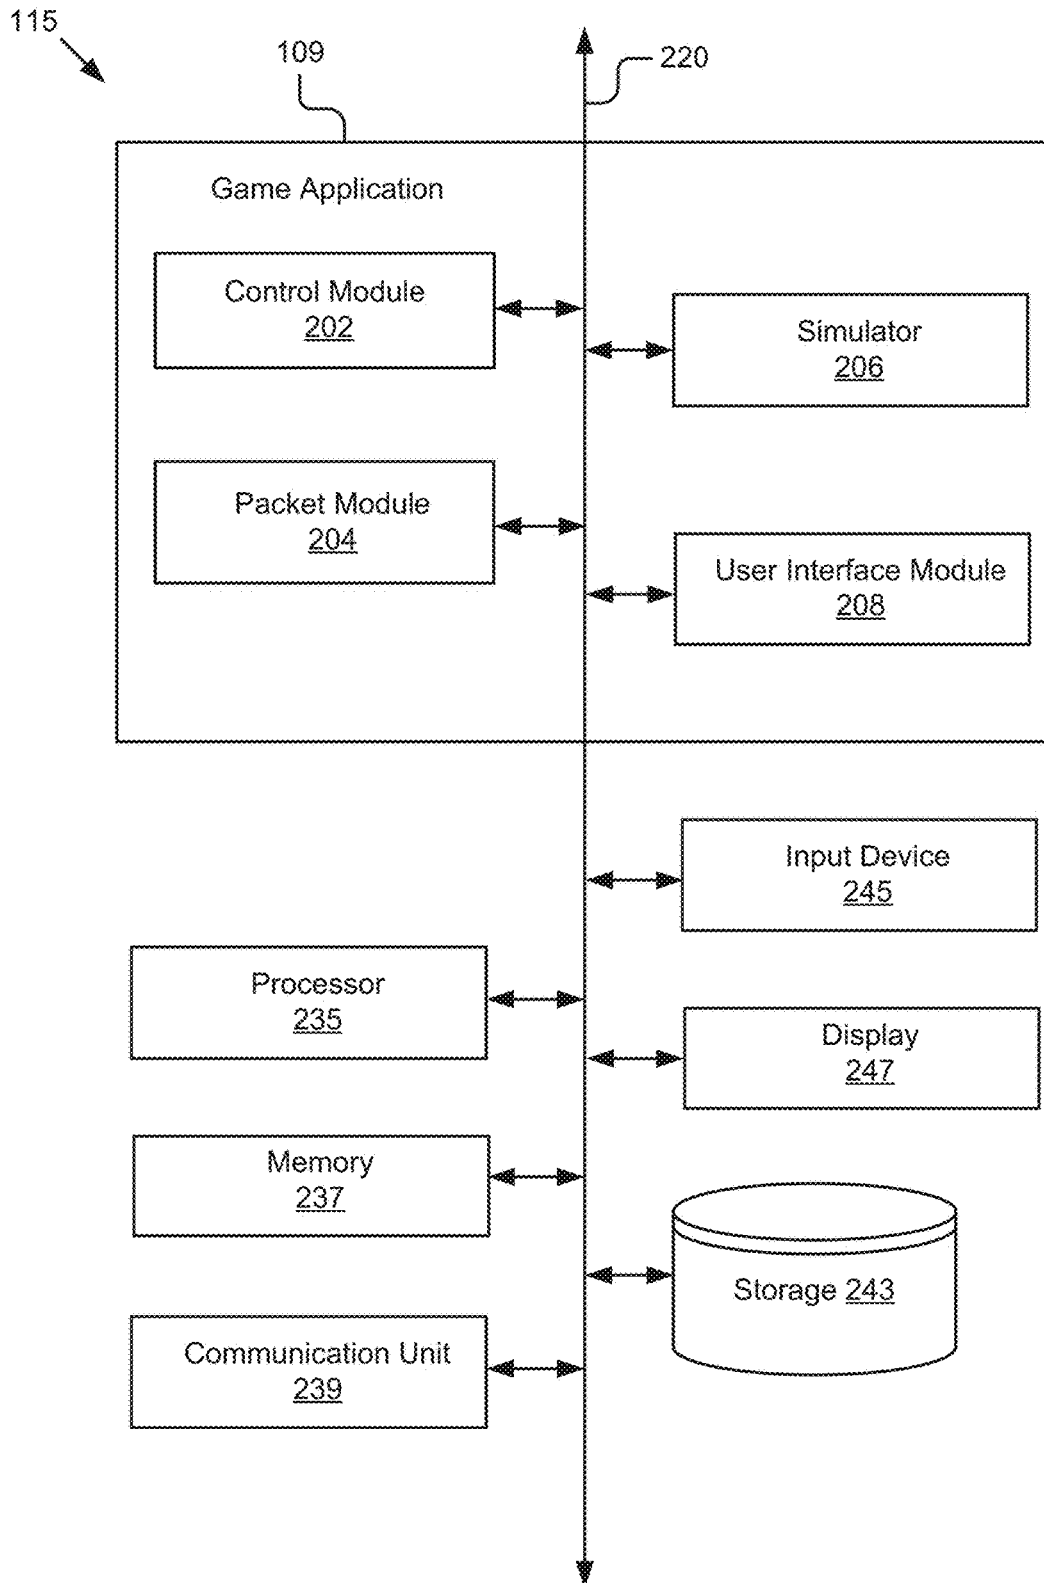 115
109
220
Game Application
Control Module
202
Simulator
206
Packet Module
204
User Interface Module
208
Input Device
245
Processor
235
Display
247
Memory
237
Storage 243
Communication Unit
239